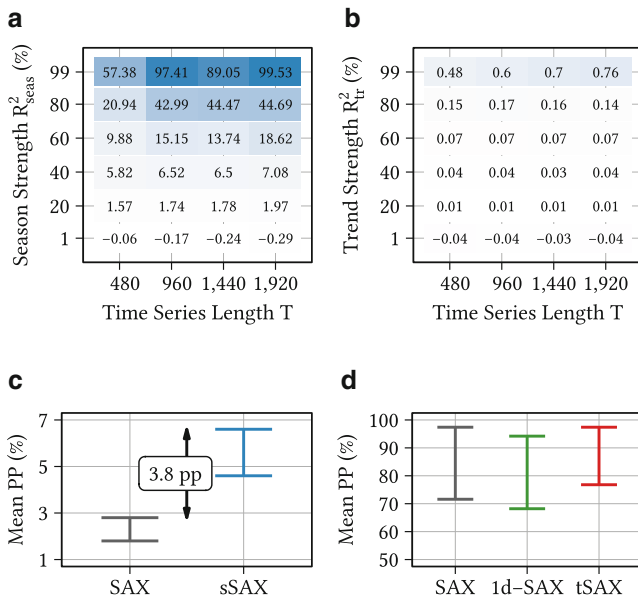 a
Season Strength R²seas (%)
99 57.38 97.41 89.05 99.53
80 20.94 42.99 44.47 44.69
60 9.88 15.15 13.74 18.62
40 5.82 6.52 6.5 7.08
20 1.57 1.74 1.78 1.97
1 −0.06 −0.17 −0.24 −0.29
480 960 1,440 1,920
Time Series Length T
b
Trend Strength R²tr (%)
99 0.48 0.6 0.7 0.76
80 0.15 0.17 0.16 0.14
60 0.07 0.07 0.07 0.07
40 0.04 0.04 0.03 0.04
20 0.01 0.01 0.01 0.01
1 −0.04 −0.04 −0.03 −0.04
480 960 1,440 1,920
Time Series Length T
c
Mean PP (%)
7
5
3
1
3.8 pp
SAX sSAX
d
Mean PP (%)
100
90
80
70
60
50
SAX 1d−SAX tSAX